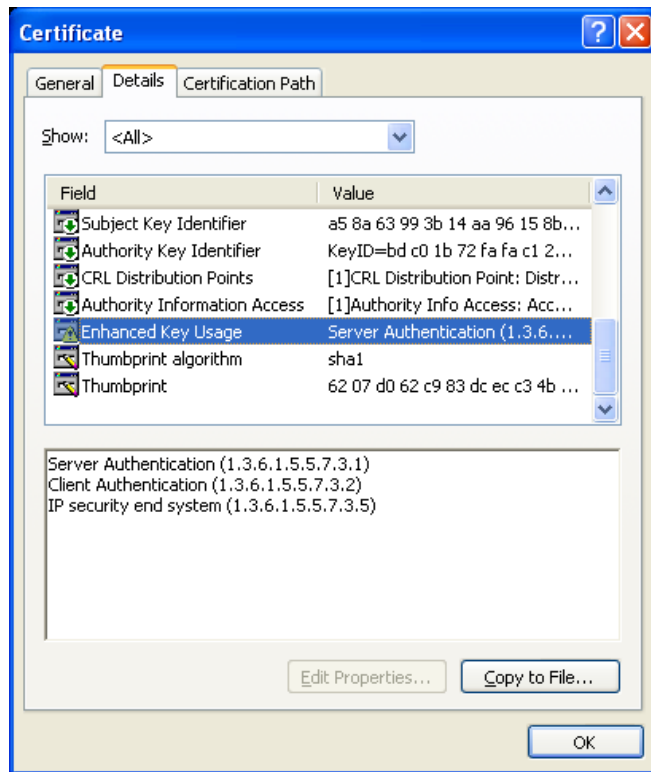 Certificate
General Details Certification Path
Show: <All>
Field Value
Subject Key Identifier a5 8a 63 99 3b 14 aa 96 15 8b...
Authority Key Identifier KeyID=bd c0 1b 72 fa fa c1 2...
CRL Distribution Points [1]CRL Distribution Point: Distr...
Authority Information Access [1]Authority Info Access: Acc...
Enhanced Key Usage Server Authentication (1.3.6....
Thumbprint algorithm sha1
Thumbprint 62 07 d0 62 c9 83 dc ec c3 4b ...
Server Authentication (1.3.6.1.5.5.7.3.1)
Client Authentication (1.3.6.1.5.5.7.3.2)
IP security end system (1.3.6.1.5.5.7.3.5)
Edit Properties... Copy to File...
OK